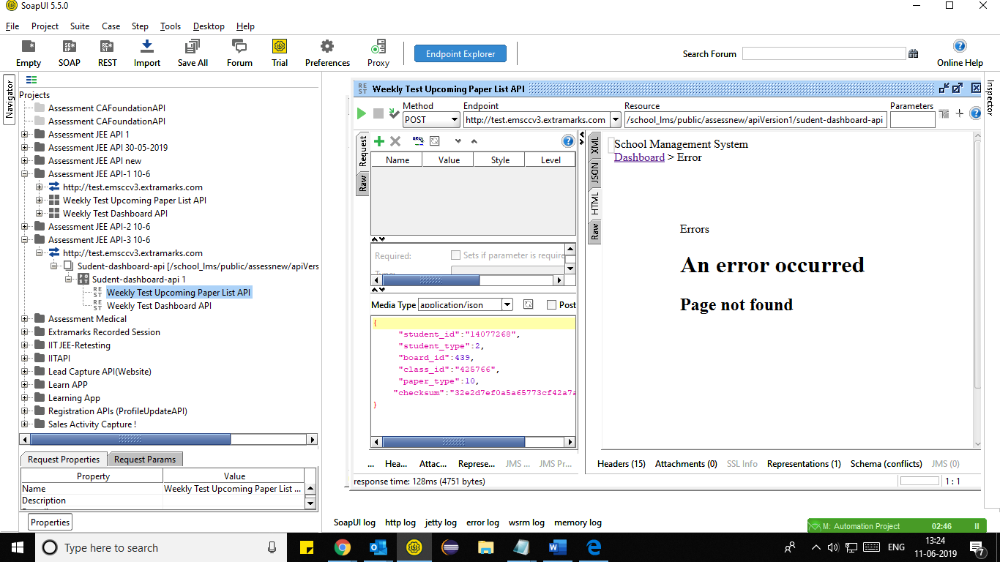 SoapUI 5.5.0
File Project Suite Case Step Tools Desktop Help
Empty SOAP REST Import Save All Forum Trial Preferences Proxy Endpoint Explorer Search Forum Online Help
Navigator
Projects
Assessment CAFoundationAPI
Assessment CAFoundationAPI
Assessment JEE API 1
Assessment JEE API 30-05-2019
Assessment JEE API new
Assessment JEE API-1 10-6
http://test.emsccv3.extramarks.com
Weekly Test Upcoming Paper List API
Weekly Test Dashboard API
Assessment JEE API-2 10-6
Assessment JEE API-3 10-6
http://test.emsccv3.extramarks.com
Sudent-dashboard-api [/school_lms/public/assessnew/apiVers
Sudent-dashboard-api 1
Weekly Test Upcoming Paper List API
Weekly Test Dashboard API
Assessment Medical
Extramarks Recorded Session
IIT JEE-Retesting
IITAPI
Lead Capture API(Website)
Learn APP
Learning App
Registration APIs (ProfileUpdateAPI)
Sales Activity Capture !
Request Properties Request Params
Property Value
Name Weekly Test Upcoming Paper List ...
Description
Properties
REST Weekly Test Upcoming Paper List API
Method Endpoint Resource Parameters
POST http://test.emsccv3.extramarks.com /school_lms/public/assessnew/apiVersion1/sudent-dashboard-api
Request
Raw
Name Value Style Level
Required: Sets if parameter is require
Type:
Media Type application/json Post
{
"student_id":"14077268",
"student_type":2,
"board_id":439,
"class_id":"425766",
"paper_type":10,
"checksum":"32e2d7ef0a5a65773cf42a7a
}
... Hea... Attac... Represe... JMS ... JMS Pr...
XML
JSON
HTML
Raw
School Management System
Dashboard > Error
Errors
An error occurred
Page not found
Headers (15) Attachments (0) SSL Info Representations (1) Schema (conflicts) JMS (0)
response time: 128ms (4751 bytes) 1 : 1
Inspector
SoapUI log http log jetty log error log wsrm log memory log
M: Automation Project 02:46
Type here to search
ENG
13:24
11-06-2019
7